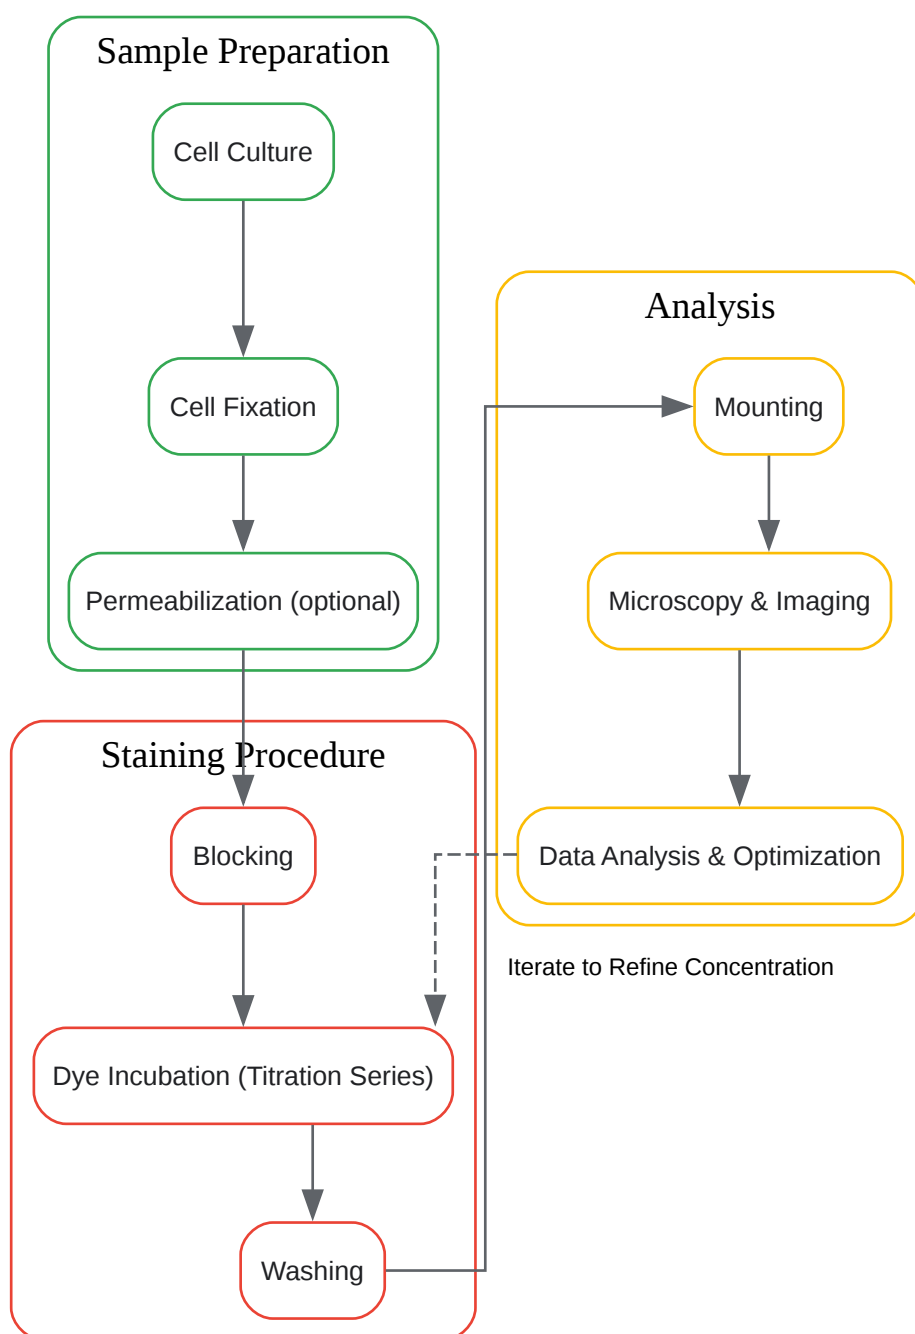 Sample Preparation
Cell Culture
Cell Fixation
Permeabilization (optional)
Staining Procedure
Blocking
Dye Incubation (Titration Series)
Washing
Analysis
Mounting
Microscopy & Imaging
Data Analysis & Optimization
Iterate to Refine Concentration